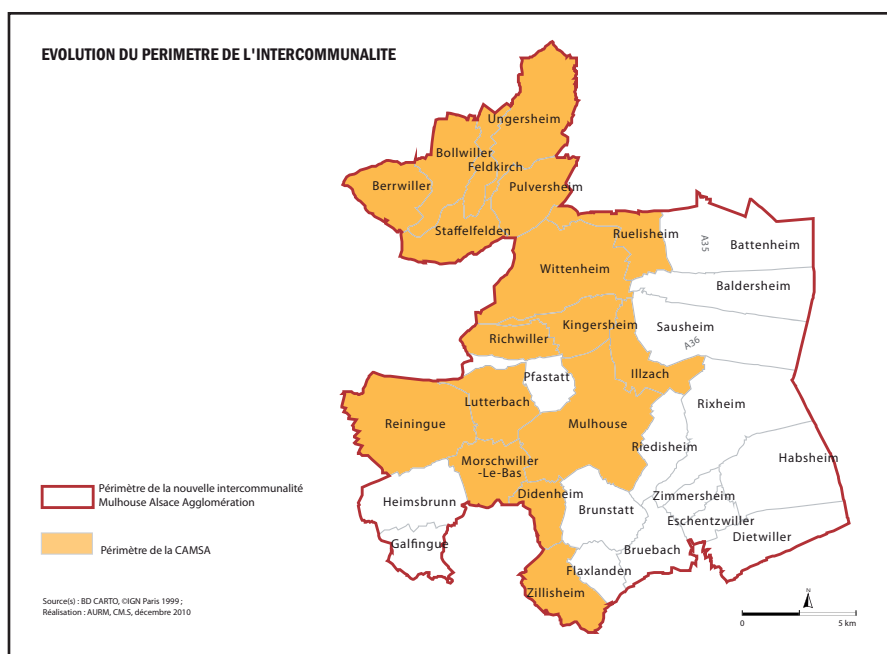 EVOLUTION DU PERIMETRE DE L'INTERCOMMUNALITE
Ungersheim
Bollwiller
Feldkirch
Berrwiller
Pulversheim
Staffelfelden
Ruelisheim
A35
Battenheim
Wittenheim
Baldersheim
Kingersheim
Sausheim
Richwiller
A36
Pfastatt
Illzach
Lutterbach
Rixheim
Reiningue
Mulhouse
Riedisheim
Habsheim
Morschwiller
-Le-Bas
Didenheim
Zimmersheim
Heimsbrunn
Brunstatt
Eschentzwiller
Dietwiller
Galfingue
Bruebach
Flaxlanden
Zillisheim
Périmètre de la nouvelle intercommunalité
Mulhouse Alsace Agglomération
Périmètre de la CAMSA
Source(s) : BD CARTO, ©IGN Paris 1999 ;
Réalisation : AURM, CM.S, décembre 2010
N
0 5 km